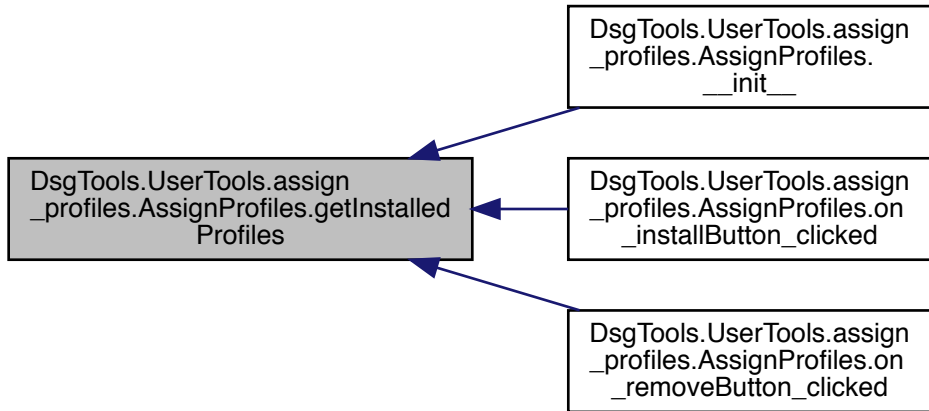 DsgTools.UserTools.assign
_profiles.AssignProfiles.getInstalled
Profiles
DsgTools.UserTools.assign
_profiles.AssignProfiles.
__init__
DsgTools.UserTools.assign
_profiles.AssignProfiles.on
_installButton_clicked
DsgTools.UserTools.assign
_profiles.AssignProfiles.on
_removeButton_clicked